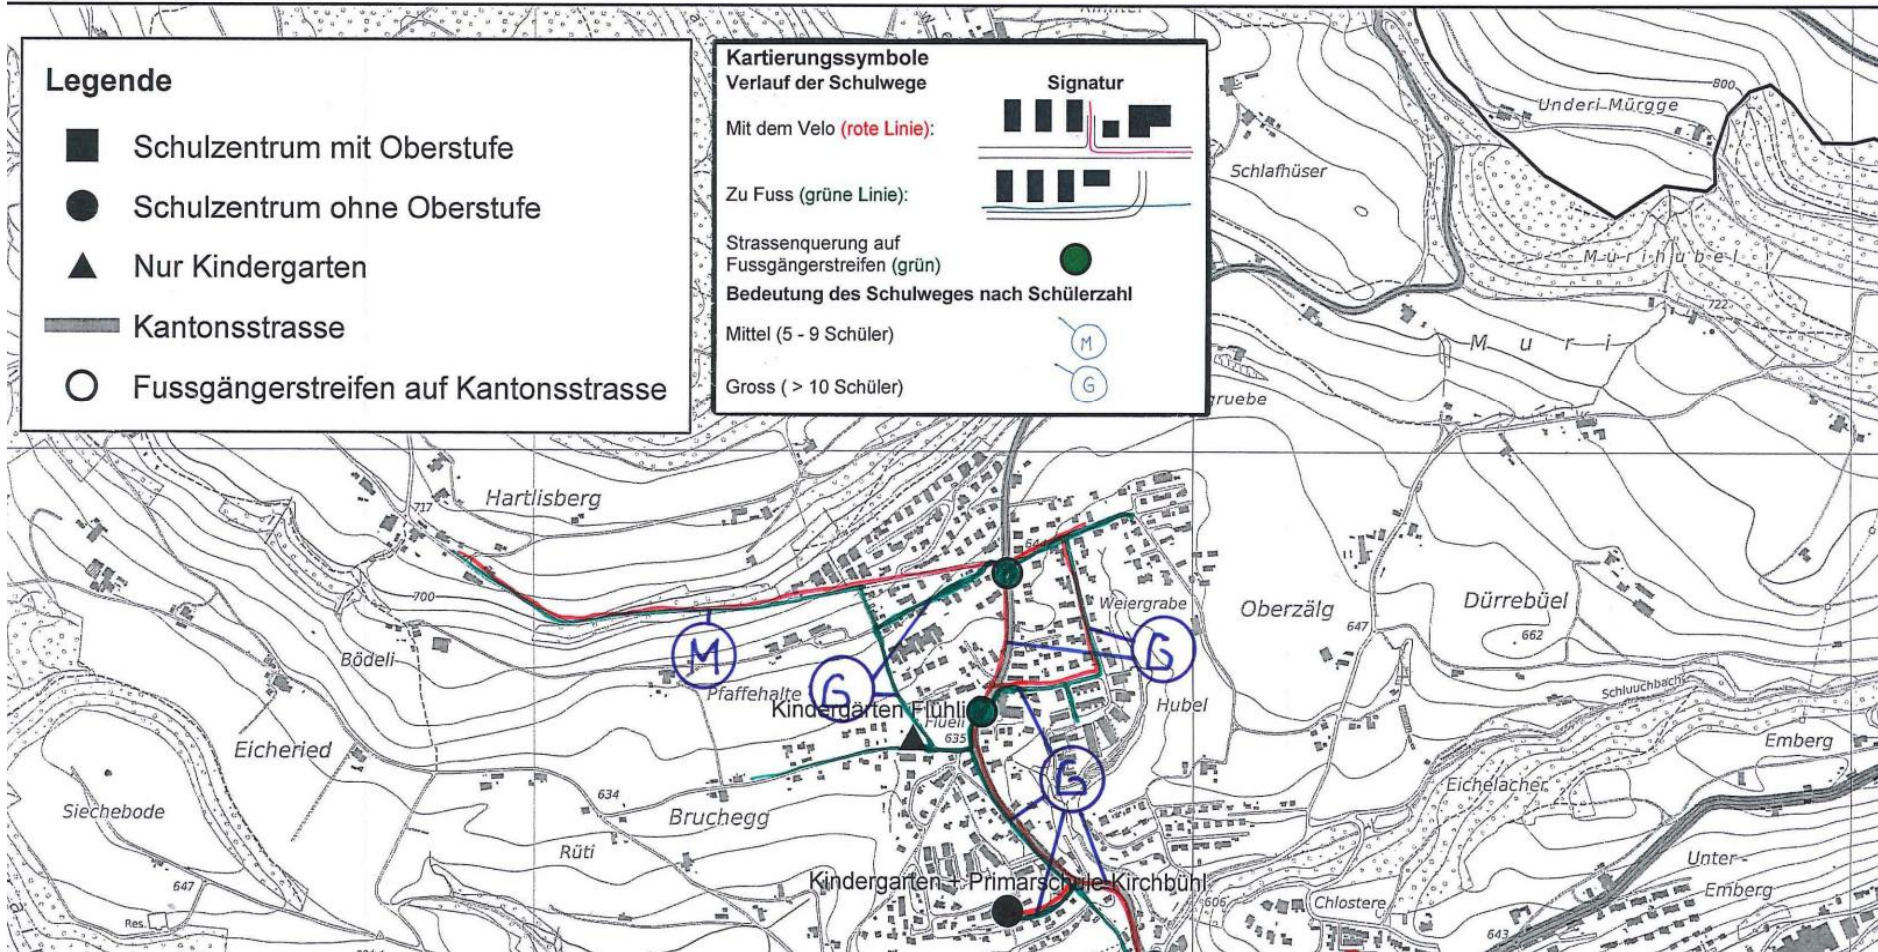 Legende
Schulzentrum mit Oberstufe
Schulzentrum ohne Oberstufe
Nur Kindergarten
Kantonsstrasse
Fussgängerstreifen auf Kantonsstrasse
Kartierungssymbole
Verlauf der Schulwege Signatur
Mit dem Velo (rote Linie):
Zu Fuss (grüne Linie):
Strassenquerung auf
Fussgängerstreifen (grün)
Bedeutung des Schulweges nach Schülerzahl
Mittel (5 - 9 Schüler) M
Gross ( > 10 Schüler) G
800
Underi Mürgge
Schlafhüser
Murihubel
722
Muri
gruebe
Hartlisberg
717
700
644
Weiergrabe
Oberzälg
Dürrebüel
647
662
Bödeli
M
G
G
Pfaffehalte
Kindergärten Flühli
Flüeli
635
Hubel
Schluuchbach
Eicheried
Emberg
G
Eichelacher
634
Siechebode
Bruchegg
Rüti
Unter-
Emberg
647
Kindergarten + Primarschule Kirchbühl
606
Chlostere
Res.
643